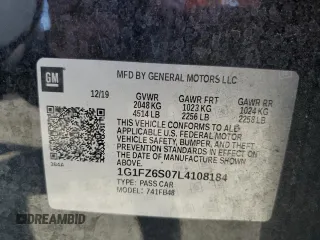 GM
MFD BY GENERAL MOTORS LLC
12/19
GVWR GAWR FRT GAWR RR
2048 KG 1023 KG 1024 KG
4514 LB 2256 LB 2258 LB
THIS VEHICLE CONFORMS TO ALL
APPLICABLE U.S. FEDERAL MOTOR
VEHICLE SAFETY, BUMPER, AND THEFT
PREVENTION STANDARDS IN EFFECT ON
THE DATE OF MANUFACTURE SHOWN ABOVE.
1G1FZ6S07L4108184
TYPE: PASS CAR
MODEL: 741FB48
AUTOBIDMASTER